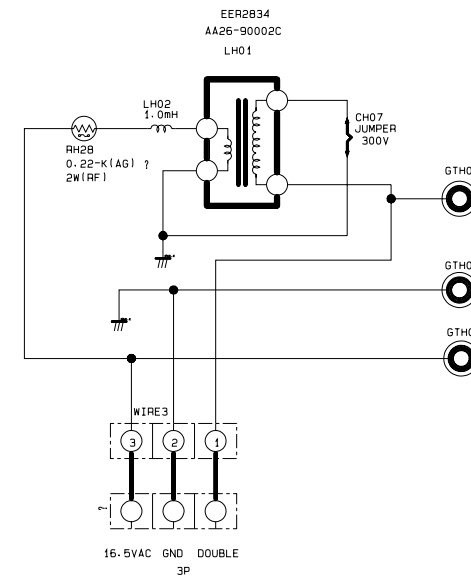 EER2834
AA26-90002C
LH01
LH02
1.0mH
RH28
0.22-K(AG) ?
2W(RF)
CH07
JUMPER
300V
GTH0
GTH0
GTH0
WIRE3
3 2 1
?
16.5VAC GND DOUBLE
3P